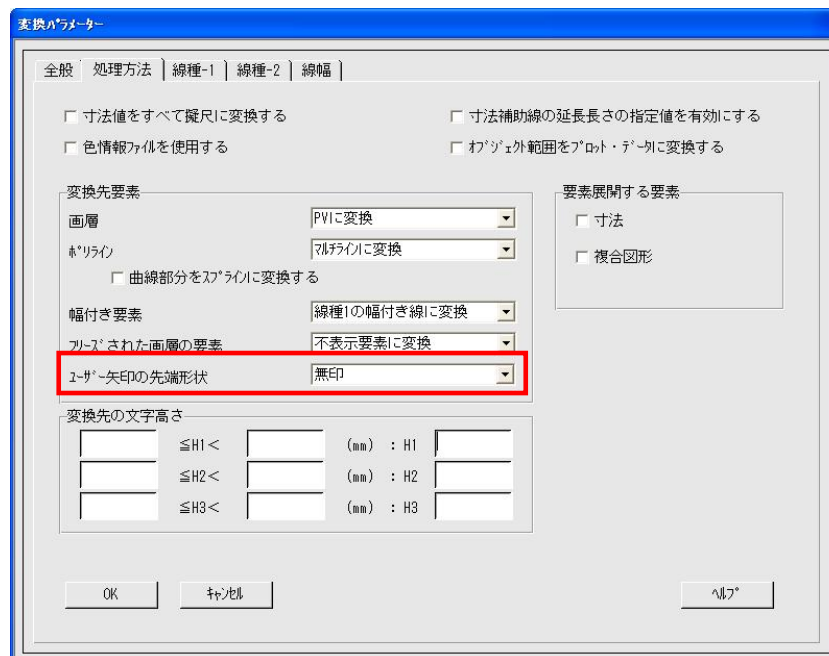 変換ﾊﾟﾗﾒｰﾀｰ
全般 処理方法 線種-1 線種-2 線幅
寸法値をすべて擬尺に変換する
寸法補助線の延長長さの指定値を有効にする
色情報ﾌｧｲﾙを使用する
ｵﾌﾞｼﾞｪｸﾄ範囲をﾌﾟﾛｯﾄ・ﾃﾞｰﾀに変換する
変換先要素
画層 PVに変換
ﾎﾟﾘﾗｲﾝ ﾏﾙﾁﾗｲﾝに変換
曲線部分をｽﾌﾟﾗｲﾝに変換する
幅付き要素 線種1の幅付き線に変換
ﾌﾘｰｽﾞされた画層の要素 不表示要素に変換
ﾕｰｻﾞｰ矢印の先端形状 無印
要素展開する要素
寸法
複合図形
変換先の文字高さ
≦H1< (mm) : H1
≦H2< (mm) : H2
≦H3< (mm) : H3
OK ｷｬﾝｾﾙ ﾍﾙﾌﾟ